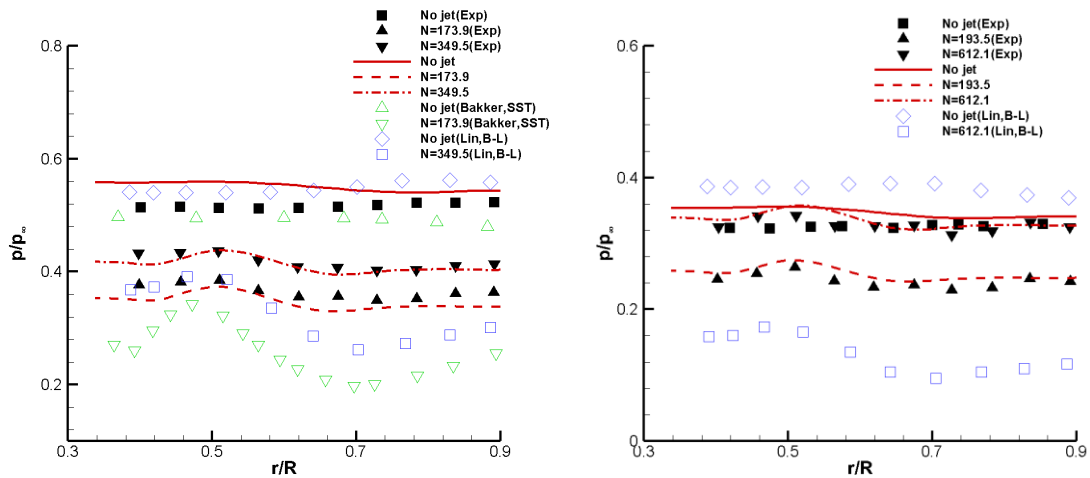 No jet(Exp)
N=173.9(Exp)
N=349.5(Exp)
No jet
N=173.9
N=349.5
No jet(Bakker,SST)
N=173.9(Bakker,SST)
No jet(Lin,B-L)
N=349.5(Lin,B-L)
0.8
0.6
0.4
0.2
p/p∞
0.3
0.5
0.7
0.9
r/R
No jet(Exp)
N=193.5(Exp)
N=612.1(Exp)
No jet
N=193.5
N=612.1
No jet(Lin,B-L)
N=612.1(Lin,B-L)
0.6
0.4
0.2
0
p/p∞
0.3
0.5
0.7
0.9
r/R